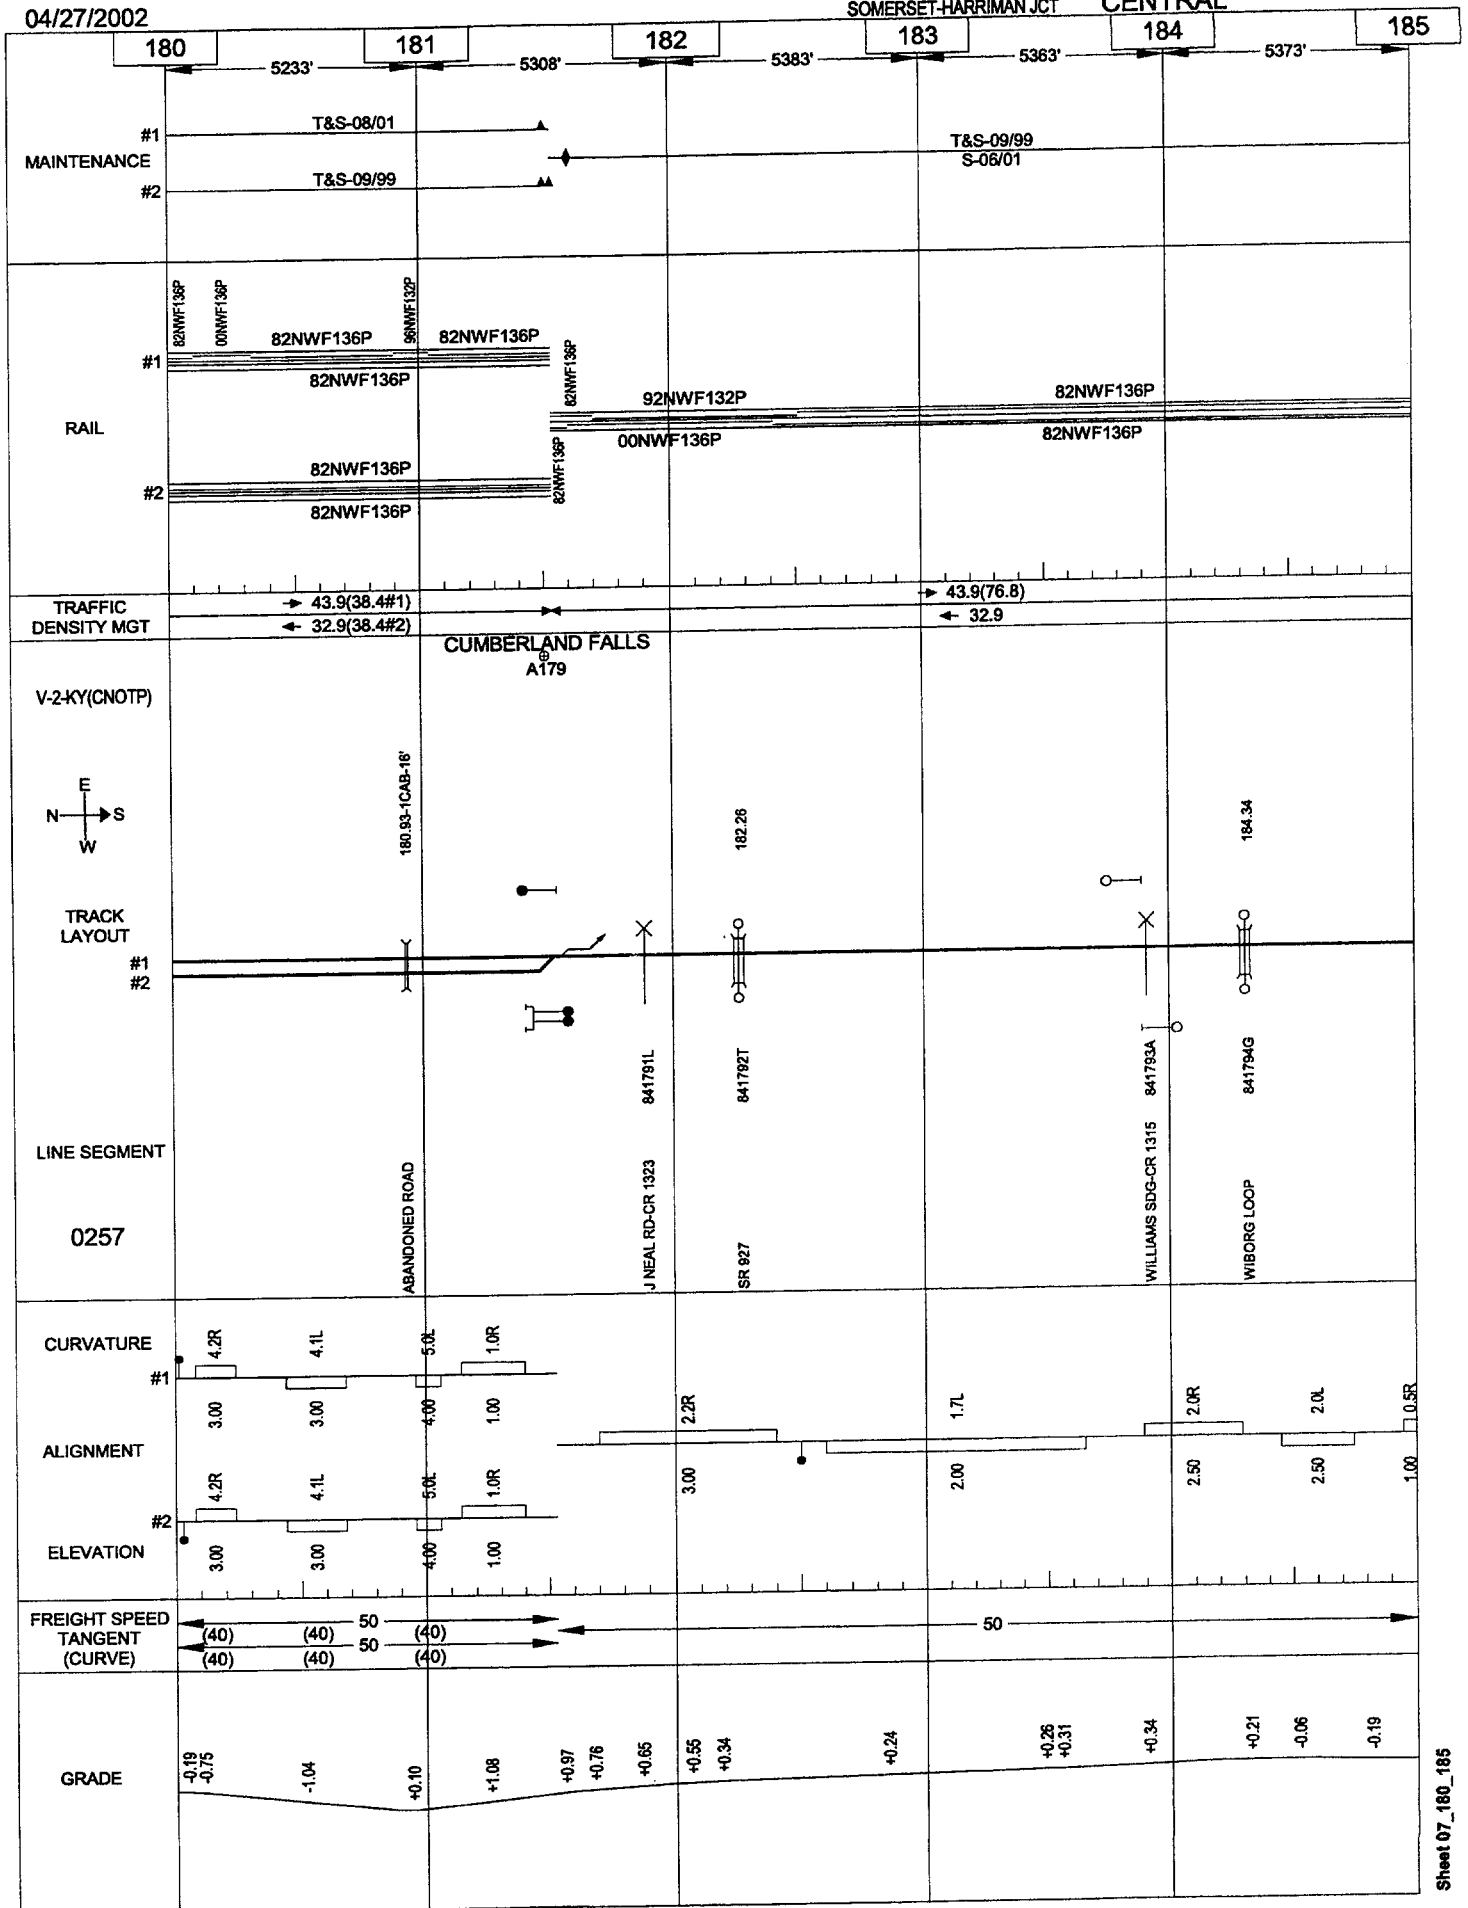 04/27/2002
SOMERSET-HARRIMAN JCT CENTRAL
180 181 182 183 184 185
5233' 5308' 5383' 5363' 5373'
#1 T&S-08/01
MAINTENANCE
T&S-09/99
S-06/01
#2 T&S-09/99
82NWF136P
00NWF136P
96NWF132P
82NWF136P 82NWF136P
#1
82NWF136P
82NWF136P
92NWF132P 82NWF136P
RAIL
00NWF136P 82NWF136P
82NWF136P
82NWF136P
#2
82NWF136P
TRAFFIC
DENSITY MGT
43.9(38.4#1) 43.9(76.8)
32.9(38.4#2) 32.9
CUMBERLAND FALLS
A179
V-2-KY(CNOTP)
E
N S
W
180.93-1CAB-16'
182.26
184.34
TRACK
LAYOUT
#1
#2
841791L
841792T
841793A
841794G
LINE SEGMENT
0257
ABANDONED ROAD
J NEAL RD-CR 1323
SR 927
WILLIAMS SDG-CR 1315
WIBORG LOOP
CURVATURE
#1
4.2R 4.1L 5.0L 1.0R
3.00 3.00 4.00 1.00
2.2R 1.7L 2.0R 2.0L 0.5R
ALIGNMENT
3.00 2.00 2.50 2.50 1.00
4.2R 4.1L 5.0L 1.0R
#2
ELEVATION
3.00 3.00 4.00 1.00
FREIGHT SPEED
TANGENT
(CURVE)
50 50
(40) (40) (40)
50
(40) (40) (40)
GRADE
-0.19 -0.75 -1.04 +0.10 +1.08 +0.97 +0.76 +0.65 +0.55 +0.34 +0.24 +0.26 +0.31 +0.34 +0.21 -0.06 -0.19
Sheet 07_180_185